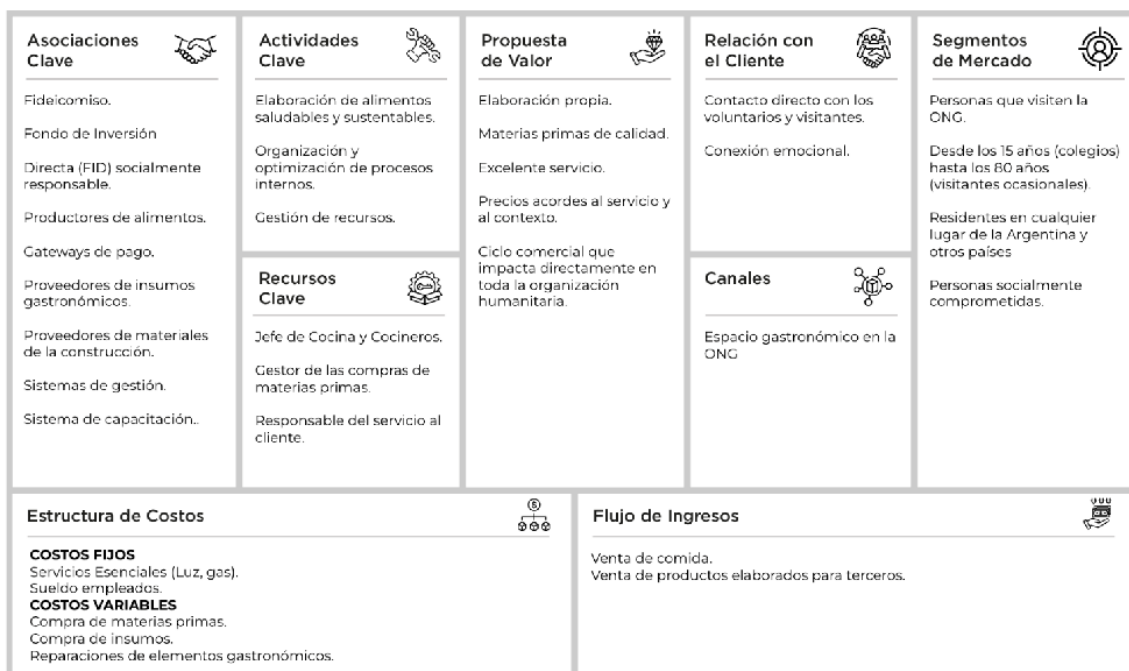 Asociaciones
Clave
Fideicomiso.
Fondo de Inversión
Directa (FID) socialmente
responsable.
Productores de alimentos.
Gateways de pago.
Proveedores de insumos
gastronómicos.
Proveedores de materiales
de la construcción.
Sistemas de gestión.
Sistema de capacitación..
Actividades
Clave
Elaboración de alimentos
saludables y sustentables.
Organización y
optimización de procesos
internos.
Gestión de recursos.
Recursos
Clave
Jefe de Cocina y Cocineros.
Gestor de las compras de
materias primas.
Responsable del servicio al
cliente.
Propuesta
de Valor
Elaboración propia.
Materias primas de calidad.
Excelente servicio.
Precios acordes al servicio y
al contexto.
Ciclo comercial que
impacta directamente en
toda la organización
humanitaria.
Relación con
el Cliente
Contacto directo con los
voluntarios y visitantes.
Conexión emocional.
Canales
Espacio gastronómico en la
ONG
Segmentos
de Mercado
Personas que visiten la
ONG.
Desde los 15 años (colegios)
hasta los 80 años
(visitantes ocasionales).
Residentes en cualquier
lugar de la Argentina y
otros países
Personas socialmente
comprometidas.
Estructura de Costos
COSTOS FIJOS
Servicios Esenciales (Luz, gas).
Sueldo empleados.
COSTOS VARIABLES
Compra de materias primas.
Compra de insumos.
Reparaciones de elementos gastronómicos.
Flujo de Ingresos
Venta de comida.
Venta de productos elaborados para terceros.